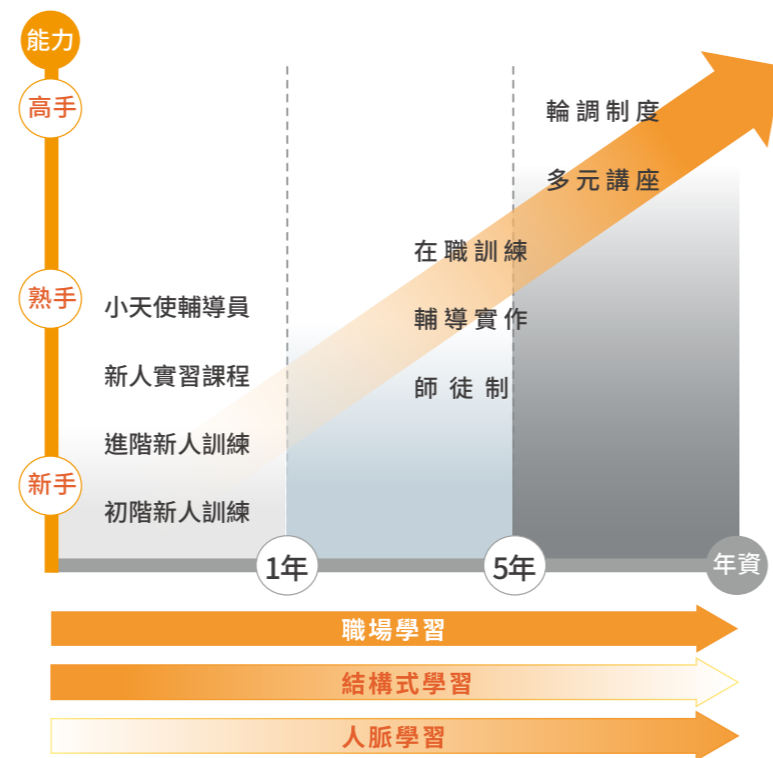 能力
高手
輪調制度
多元講座
在職訓練
熟手
小天使輔導員
輔導實作
新人實習課程
師徒制
進階新人訓練
新手
初階新人訓練
1年
5年
年資
職場學習
結構式學習
人脈學習